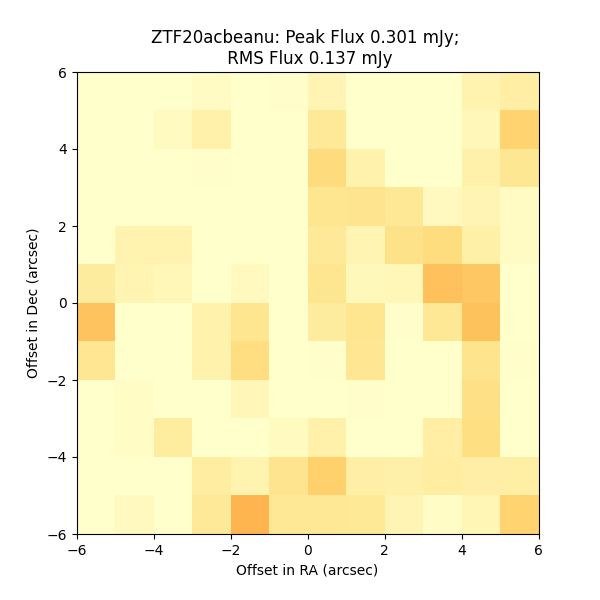 ZTF20acbeanu: Peak Flux 0.301 mJy;
RMS Flux 0.137 mJy
6
4
2
0
−2
−4
−6
Offset in Dec (arcsec)
−6 −4 −2 0 2 4 6
Offset in RA (arcsec)